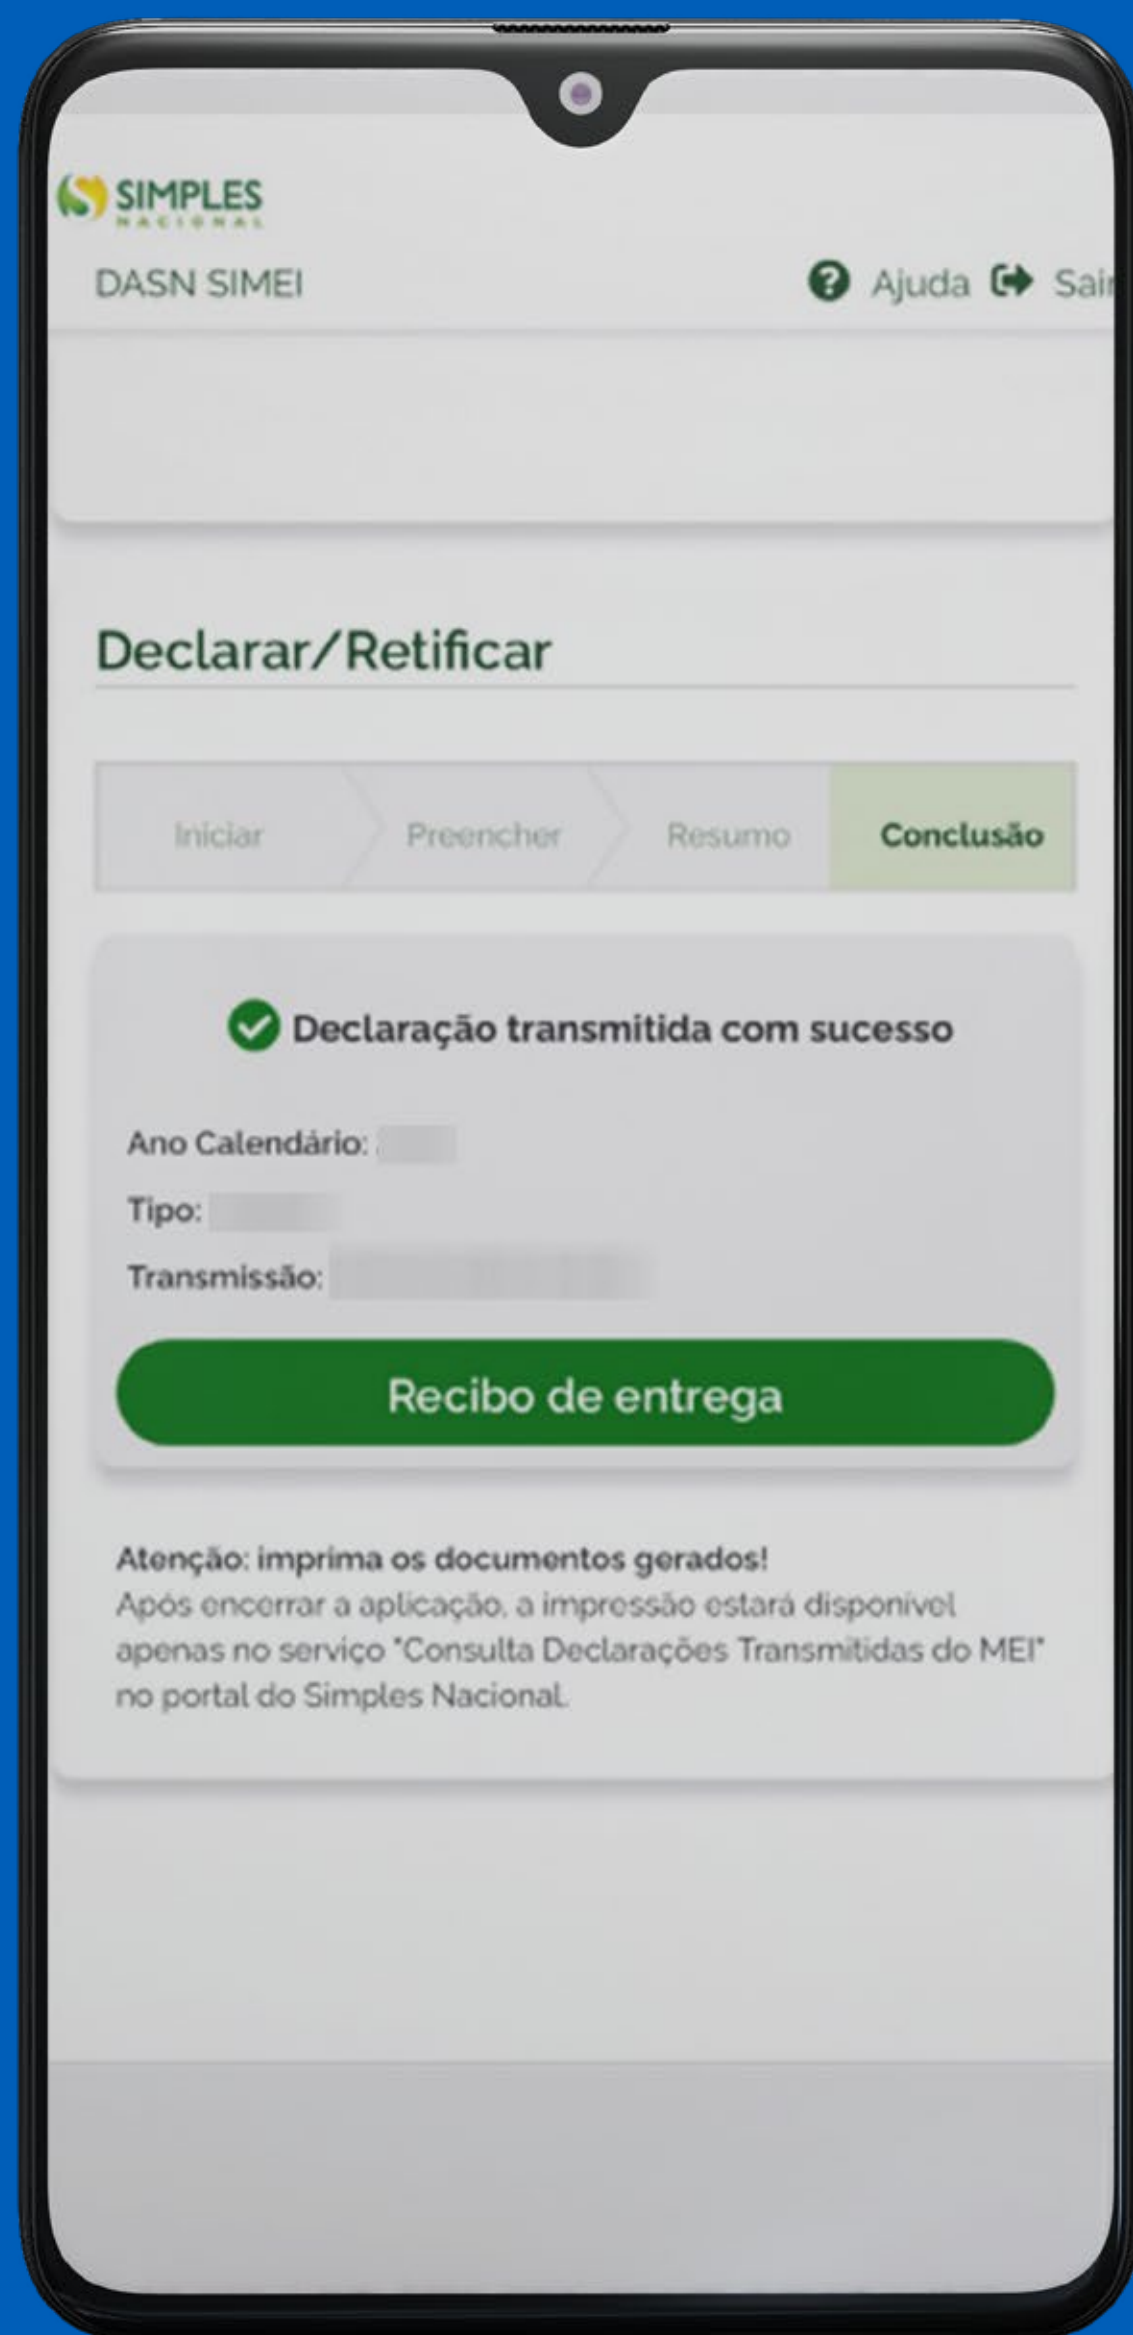 SIMPLES
NACIONAL
DASN SIMEI
Ajuda Sair
Declarar/Retificar
Iniciar Preencher Resumo Conclusão
Declaração transmitida com sucesso
Ano Calendário:
Tipo:
Transmissão:
Recibo de entrega
Atenção: imprima os documentos gerados!
Após encerrar a aplicação, a impressão estará disponível
apenas no serviço "Consulta Declarações Transmitidas do MEI"
no portal do Simples Nacional.